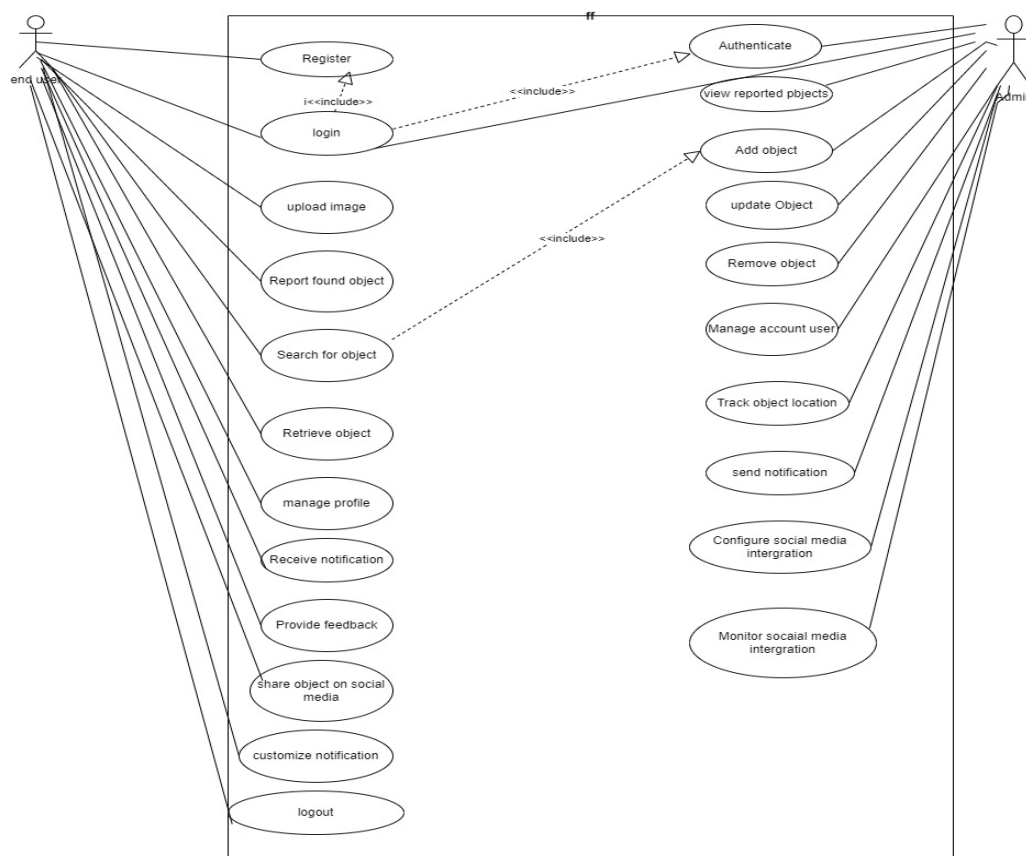 ff
end user
Admin
Register
i<<include>>
login
upload image
Report found object
Search for object
Retrieve object
manage profile
Receive notification
Provide feedback
share object on social
media
customize notification
logout
<<include>>
<<include>>
Authenticate
view reported pbjects
Add object
update Object
Remove object
Manage account user
Track object location
send notification
Configure social media
intergration
Monitor socaial media
intergration